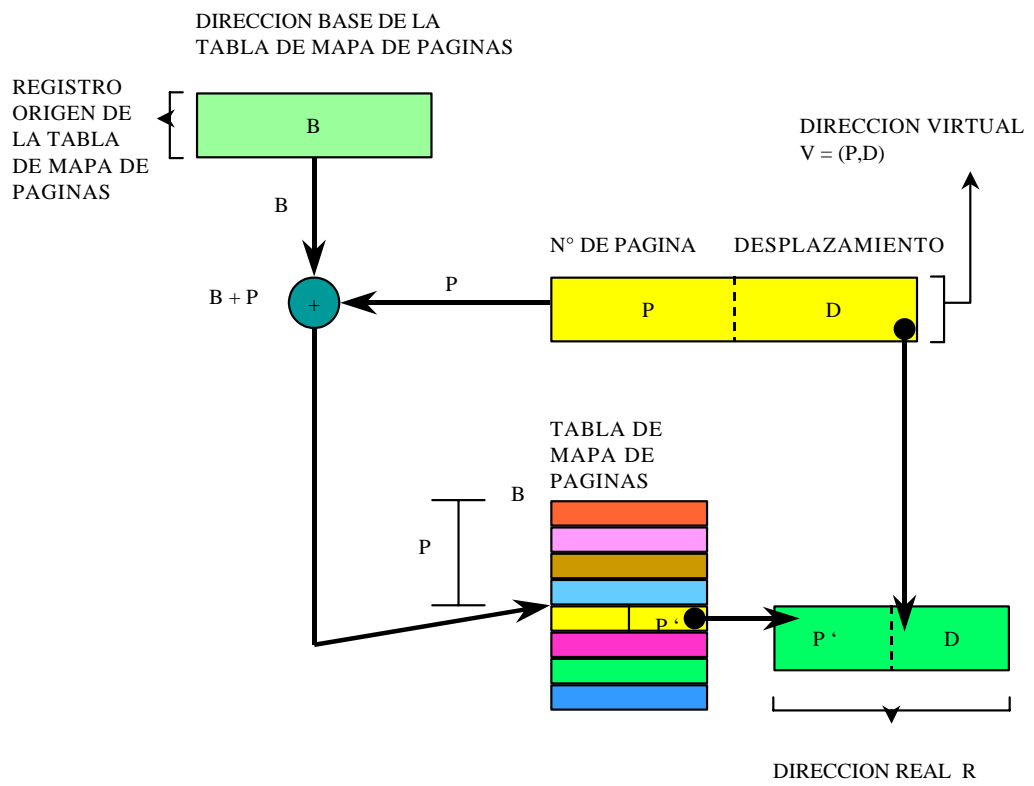 DIRECCION BASE DE LA
TABLA DE MAPA DE PAGINAS
REGISTRO
ORIGEN DE
LA TABLA
DE MAPA DE
PAGINAS
B
DIRECCION VIRTUAL
V = (P,D)
B
N° DE PAGINA
DESPLAZAMIENTO
B + P
+
P
P
D
TABLA DE
MAPA DE
PAGINAS
B
P
P ‘
P ‘
D
DIRECCION REAL R